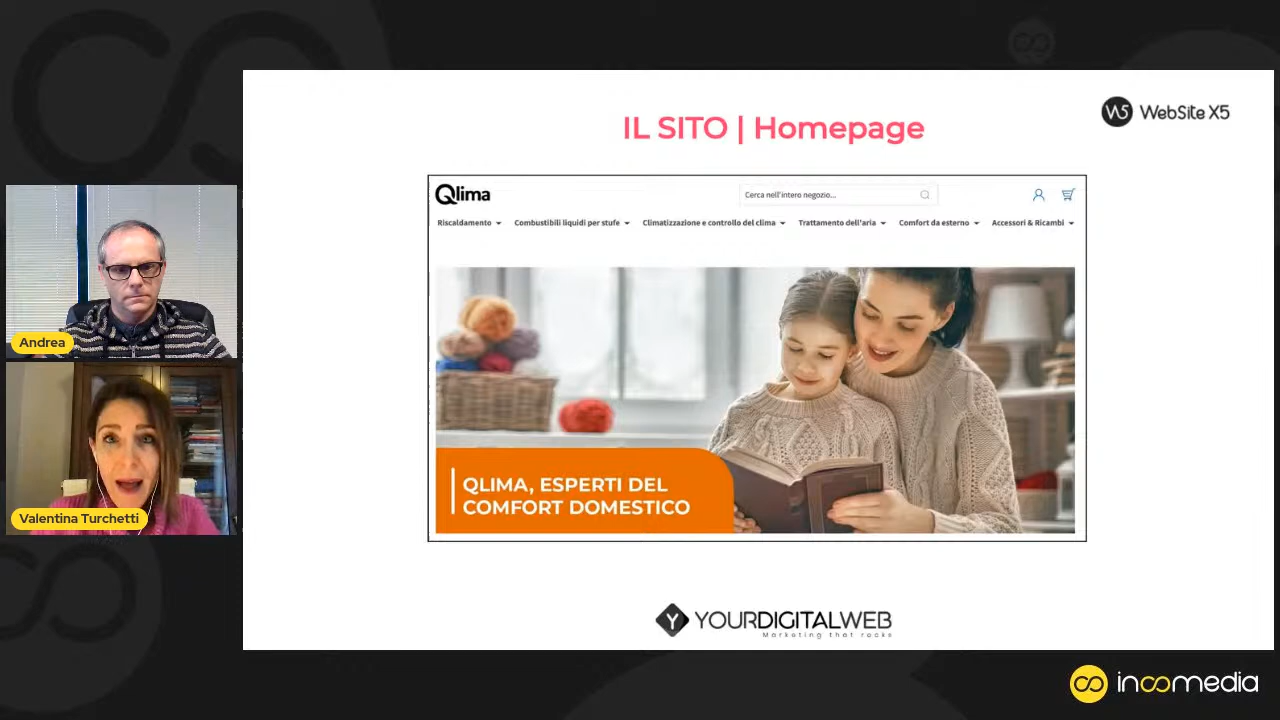 IL SITO | Homepage
W5 WebSite X5
Qlima
Cerca nell'intero negozio...
Riscaldamento
Combustibili liquidi per stufe
Climatizzazione e controllo del clima
Trattamento dell'aria
Comfort da esterno
Accessori & Ricambi
QLIMA, ESPERTI DEL
COMFORT DOMESTICO
Andrea
Valentina Turchetti
Y YOURDIGITALWEB
Marketing that rocks
incomedia